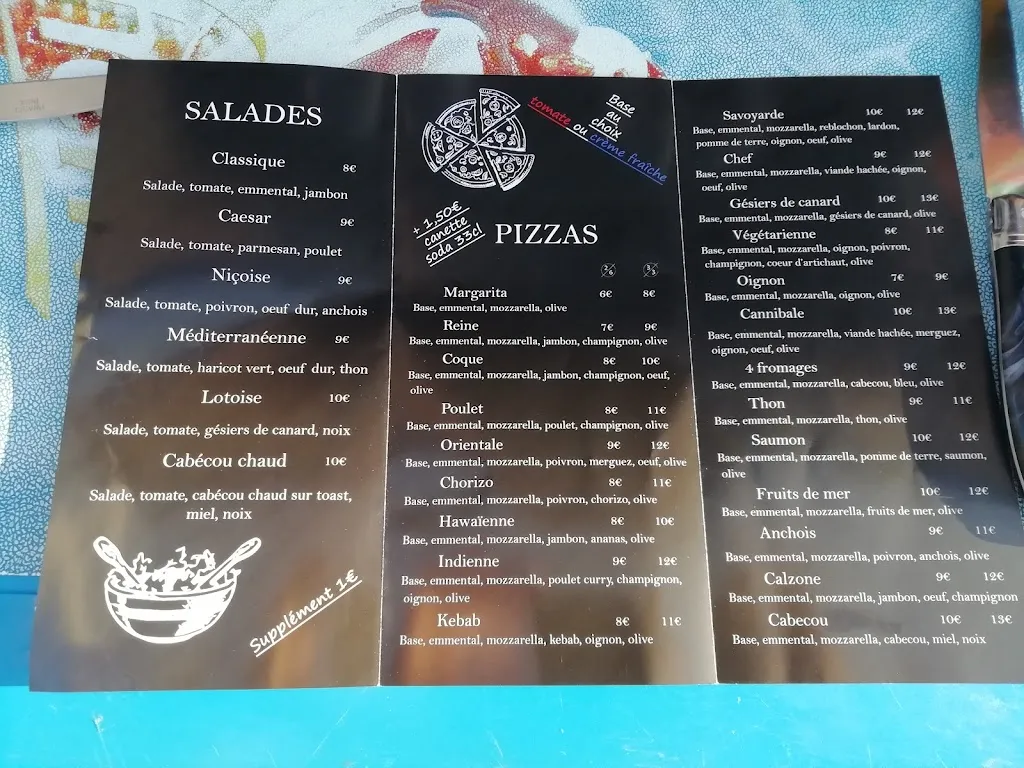 SALADES
Classique 8€
Salade, tomate, emmental, jambon
Caesar 9€
Salade, tomate, parmesan, poulet
Niçoise 9€
Salade, tomate, poivron, oeuf dur, anchois
Méditerranéenne 9€
Salade, tomate, haricot vert, oeuf dur, thon
Lotoise 10€
Salade, tomate, gésiers de canard, noix
Cabécou chaud 10€
Salade, tomate, cabécou chaud sur toast,
miel, noix
Supplément 1€
Base
au
choix
tomate ou crème fraîche
+ 1,50€
canette
soda 33cl
PIZZAS
Margarita 6€ 8€
Base, emmental, mozzarella, olive
Reine 7€ 9€
Base, emmental, mozzarella, jambon, champignon, olive
Coque 8€ 10€
Base, emmental, mozzarella, jambon, champignon, oeuf,
olive
Poulet 8€ 11€
Base, emmental, mozzarella, poulet, champignon, olive
Orientale 9€ 12€
Base, emmental, mozzarella, poivron, merguez, oeuf, olive
Chorizo 8€ 11€
Base, emmental, mozzarella, poivron, chorizo, olive
Hawaïenne 8€ 10€
Base, emmental, mozzarella, jambon, ananas, olive
Indienne 9€ 12€
Base, emmental, mozzarella, poulet curry, champignon,
oignon, olive
Kebab 8€ 11€
Base, emmental, mozzarella, kebab, oignon, olive
Savoyarde 10€ 12€
Base, emmental, mozzarella, reblochon, lardon,
pomme de terre, oignon, oeuf, olive
Chef 9€ 12€
Base, emmental, mozzarella, viande hachée, oignon,
oeuf, olive
Gésiers de canard 10€ 13€
Base, emmental, mozzarella, gésiers de canard, olive
Végétarienne 8€ 11€
Base, emmental, mozzarella, oignon, poivron,
champignon, coeur d'artichaut, olive
Oignon 7€ 9€
Base, emmental, mozzarella, oignon, olive
Cannibale 10€ 13€
Base, emmental, mozzarella, viande hachée, merguez,
oignon, oeuf, olive
4 fromages 9€ 12€
Base, emmental, mozzarella, cabecou, bleu, olive
Thon 9€ 11€
Base, emmental, mozzarella, thon, olive
Saumon 10€ 12€
Base, emmental, mozzarella, pomme de terre, saumon,
olive
Fruits de mer 10€ 12€
Base, emmental, mozzarella, fruits de mer, olive
Anchois 9€ 11€
Base, emmental, mozzarella, poivron, anchois, olive
Calzone 9€ 12€
Base, emmental, mozzarella, jambon, oeuf, champignon
Cabecou 10€ 13€
Base, emmental, mozzarella, cabecou, miel, noix